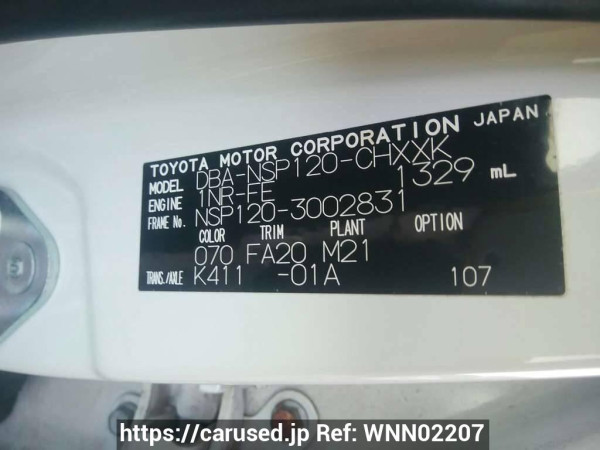 TOYOTA MOTOR CORPORATION JAPAN
MODEL DBA-NSP120-CHXXK
ENGINE 1NR-FE 1329 mL
FRAME No. NSP120-3002831
COLOR TRIM PLANT OPTION
070 FA20 M21
TRANS./AXLE K411 -01A 107
https://carused.jp Ref: WNN02207